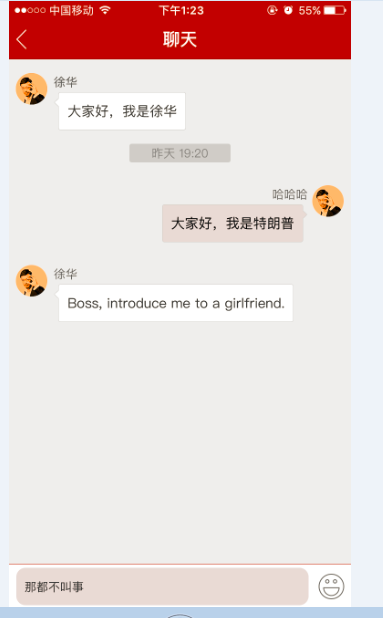 中国移动 下午1:23 55%
聊天
徐华
大家好，我是徐华
昨天 19:20
哈哈哈
大家好，我是特朗普
徐华
Boss, introduce me to a girlfriend.
那都不叫事